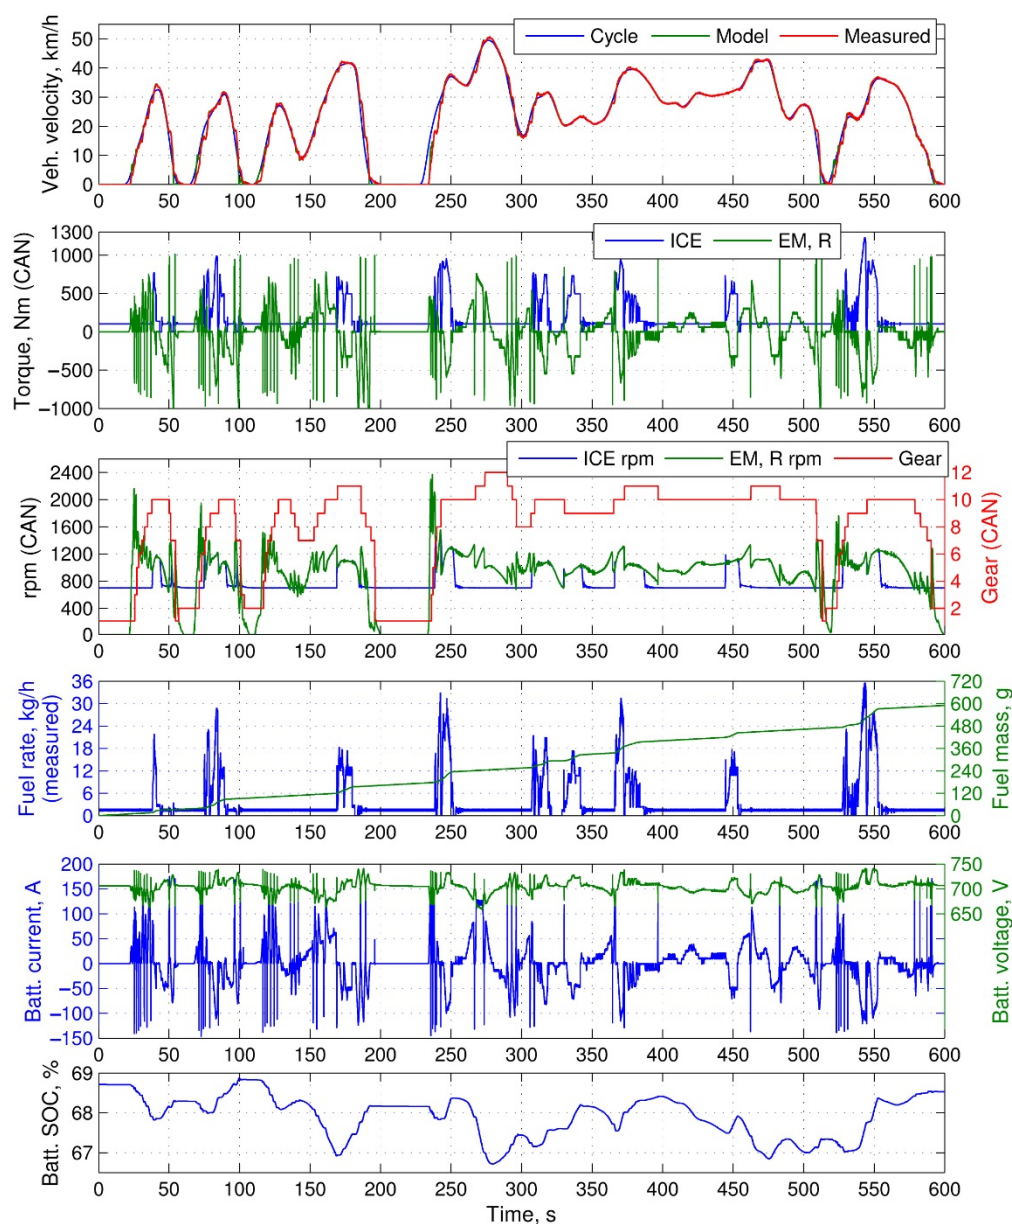 Cycle Model Measured
Veh. velocity, km/h
50
40
30
20
10
0
0 50 100 150 200 250 300 350 400 450 500 550 600
ICE EM, R
Torque, Nm (CAN)
1300
1000
500
0
−500
−1000
0 50 100 150 200 250 300 350 400 450 500 550 600
ICE rpm EM, R rpm Gear
rpm (CAN)
2400
2000
1600
1200
800
400
0
12
10
8
6
4
2
Gear (CAN)
0 50 100 150 200 250 300 350 400 450 500 550 600
Fuel rate, kg/h
(measured)
36
30
24
18
12
6
0
720
600
480
360
240
120
0
Fuel mass, g
0 50 100 150 200 250 300 350 400 450 500 550 600
Batt. current, A
200
150
100
50
0
−50
−100
−150
750
700
650
Batt. voltage, V
0 50 100 150 200 250 300 350 400 450 500 550 600
Batt. SOC, %
69
68
67
0 50 100 150 200 250 300 350 400 450 500 550 600
Time, s